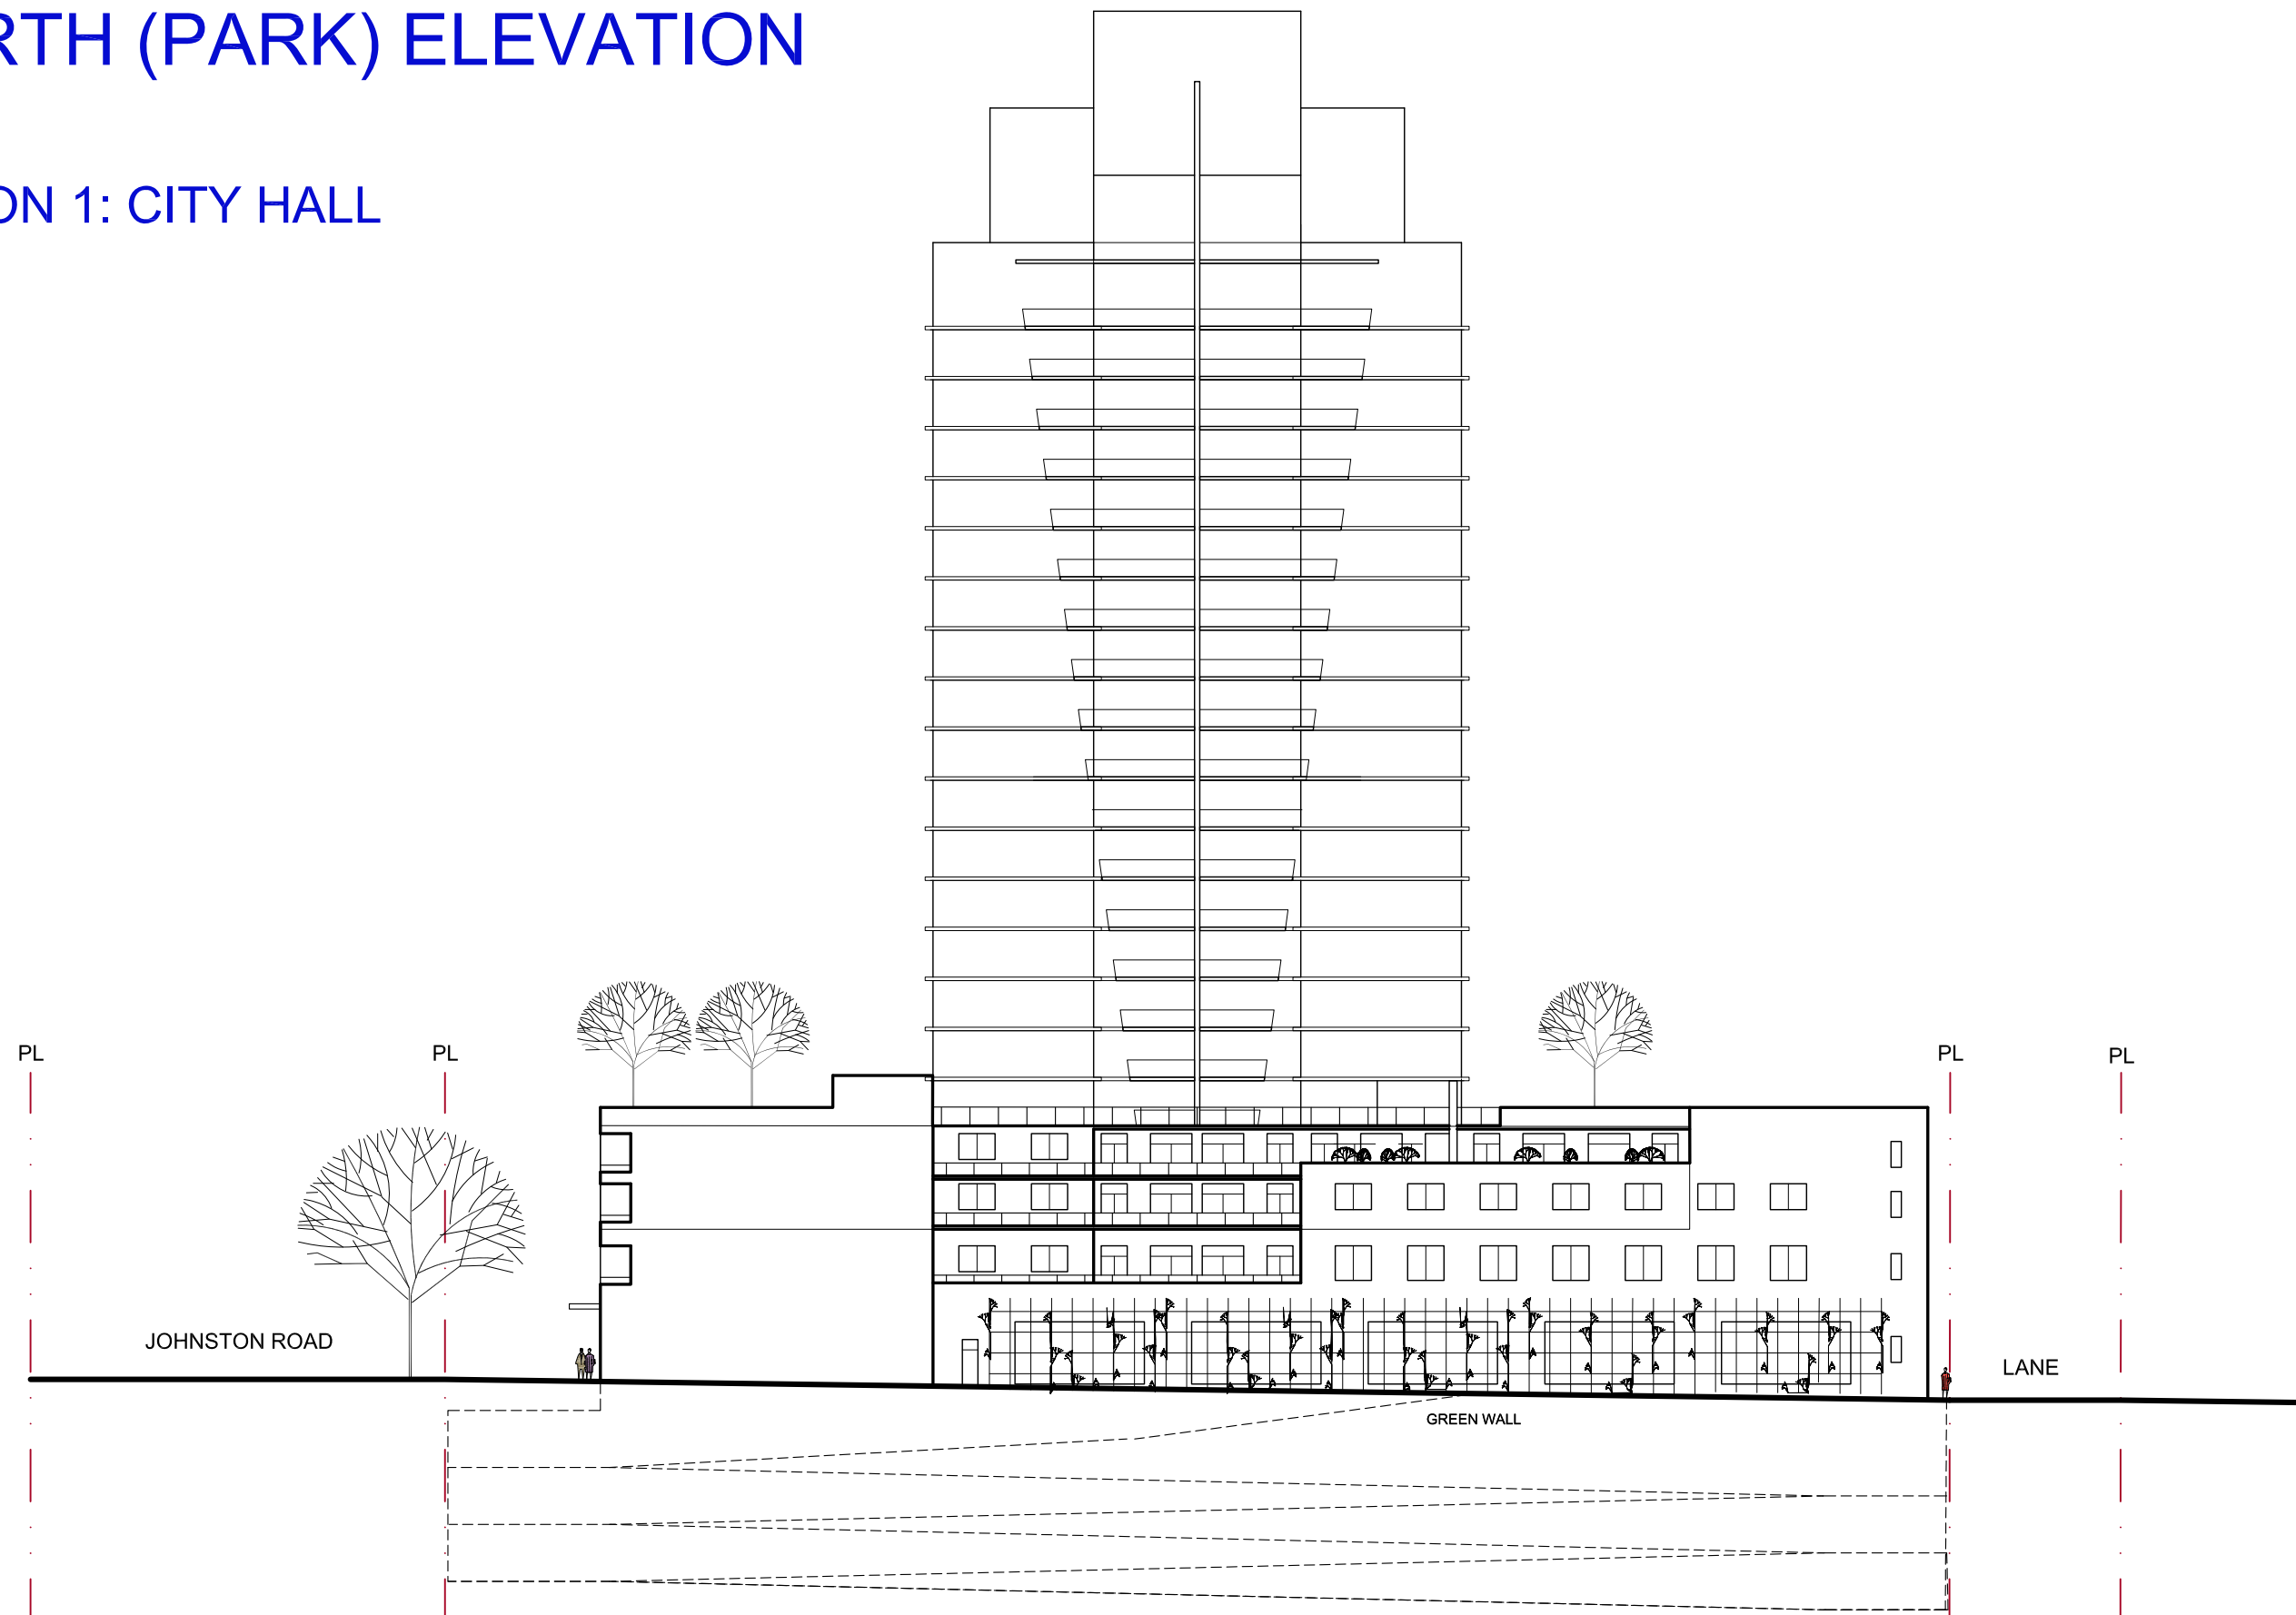 RTH (PARK) ELEVATION
ON 1: CITY HALL
PL
PL
PL
PL
JOHNSTON ROAD
LANE
GREEN WALL